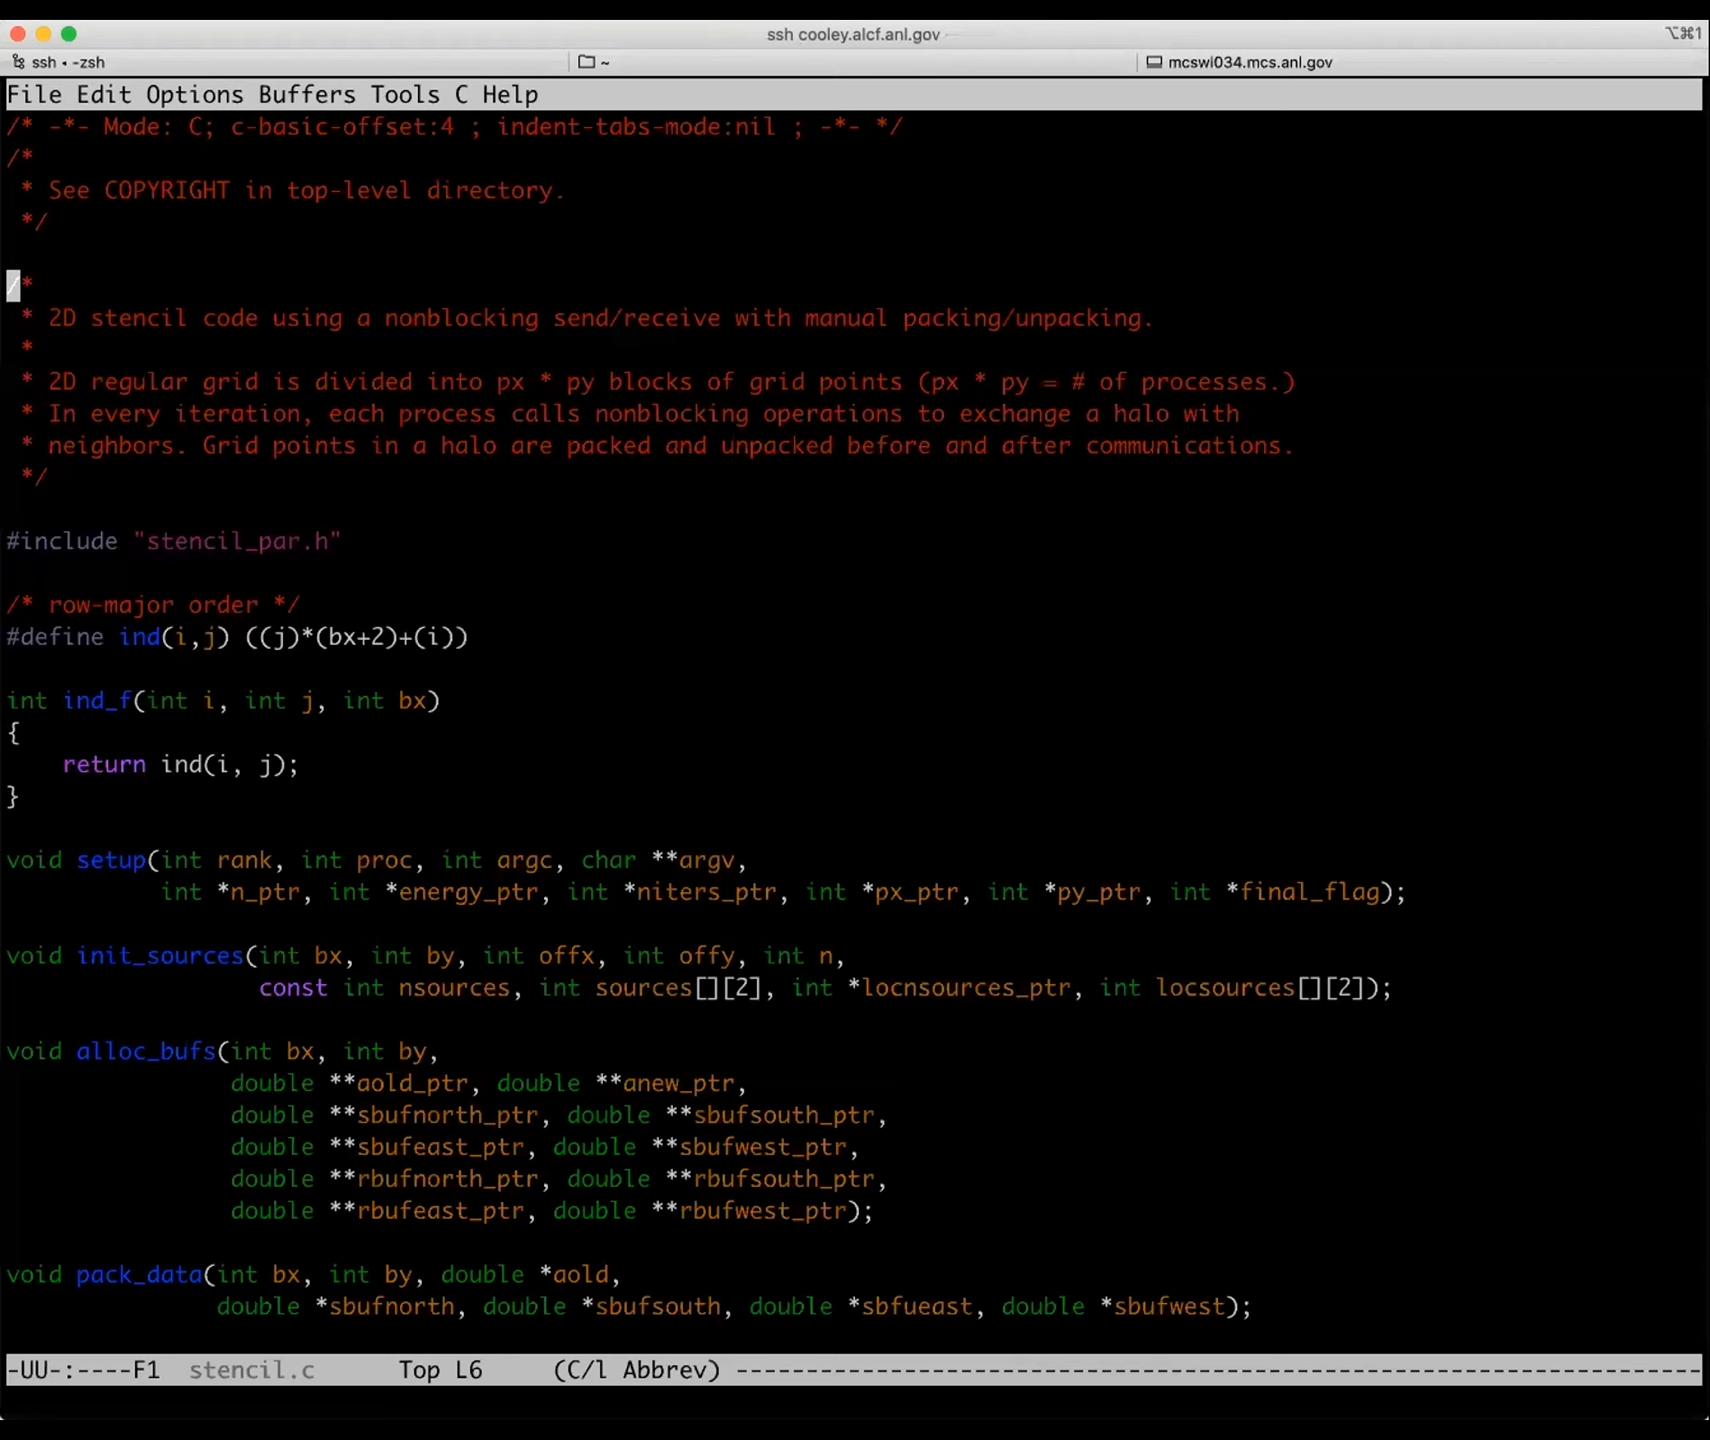 ssh cooley.alcf.anl.gov
⌥⌘1
ssh • -zsh
~
mcswl034.mcs.anl.gov
File Edit Options Buffers Tools C Help
/* -*- Mode: C; c-basic-offset:4 ; indent-tabs-mode:nil ; -*- */
/*
 * See COPYRIGHT in top-level directory.
 */

/*
 * 2D stencil code using a nonblocking send/receive with manual packing/unpacking.
 *
 * 2D regular grid is divided into px * py blocks of grid points (px * py = # of processes.)
 * In every iteration, each process calls nonblocking operations to exchange a halo with
 * neighbors. Grid points in a halo are packed and unpacked before and after communications.
 */

#include "stencil_par.h"

/* row-major order */
#define ind(i,j) ((j)*(bx+2)+(i))

int ind_f(int i, int j, int bx)
{
    return ind(i, j);
}

void setup(int rank, int proc, int argc, char **argv,
           int *n_ptr, int *energy_ptr, int *niters_ptr, int *px_ptr, int *py_ptr, int *final_flag);

void init_sources(int bx, int by, int offx, int offy, int n,
                  const int nsources, int sources[][2], int *locnsources_ptr, int locsources[][2]);

void alloc_bufs(int bx, int by,
                double **aold_ptr, double **anew_ptr,
                double **sbufnorth_ptr, double **sbufsouth_ptr,
                double **sbufeast_ptr, double **sbufwest_ptr,
                double **rbufnorth_ptr, double **rbufsouth_ptr,
                double **rbufeast_ptr, double **rbufwest_ptr);

void pack_data(int bx, int by, double *aold,
               double *sbufnorth, double *sbufsouth, double *sbfueast, double *sbufwest);

-UU-:----F1  stencil.c      Top L6     (C/l Abbrev) ---------------------------------------------------------------------